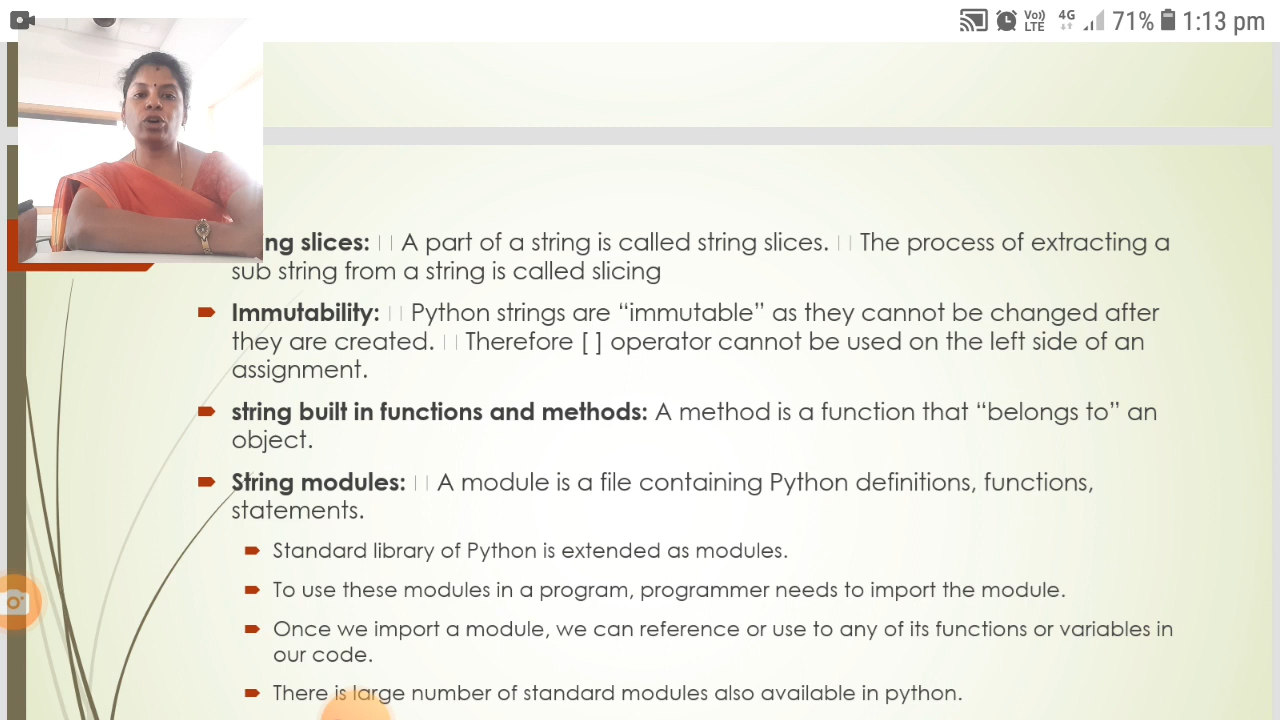 Vo)) 4G 71% 1:13 pm
LTE
ng slices: A part of a string is called string slices. The process of extracting a
sub string from a string is called slicing
Immutability: Python strings are “immutable” as they cannot be changed after
they are created. Therefore [ ] operator cannot be used on the left side of an
assignment.
string built in functions and methods: A method is a function that “belongs to” an
object.
String modules: A module is a file containing Python definitions, functions,
statements.
Standard library of Python is extended as modules.
To use these modules in a program, programmer needs to import the module.
Once we import a module, we can reference or use to any of its functions or variables in
our code.
There is large number of standard modules also available in python.